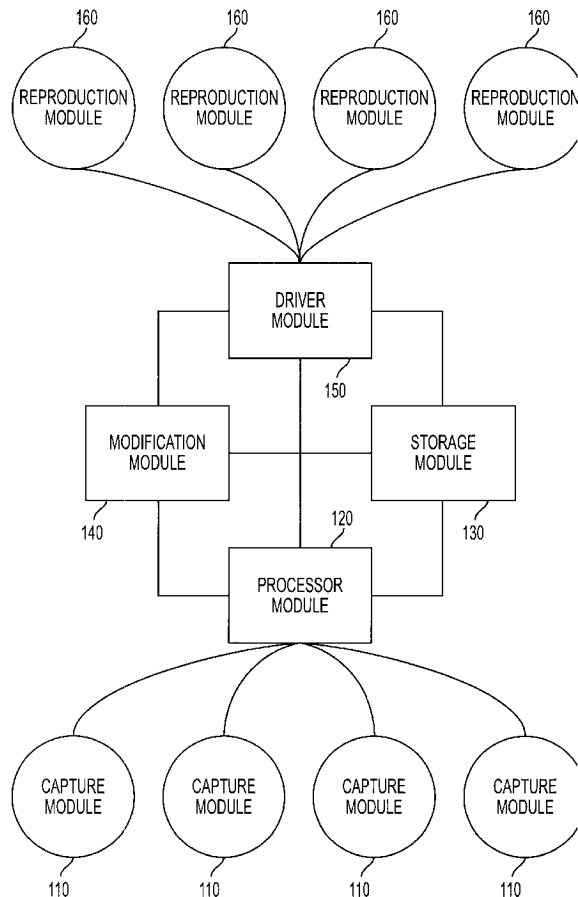 160 160 160 160
REPRODUCTION MODULE
REPRODUCTION MODULE
REPRODUCTION MODULE
REPRODUCTION MODULE
DRIVER
MODULE
150
MODIFICATION
MODULE
140
STORAGE
MODULE
130
120
PROCESSOR
MODULE
CAPTURE
MODULE
CAPTURE
MODULE
CAPTURE
MODULE
CAPTURE
MODULE
110 110 110 110